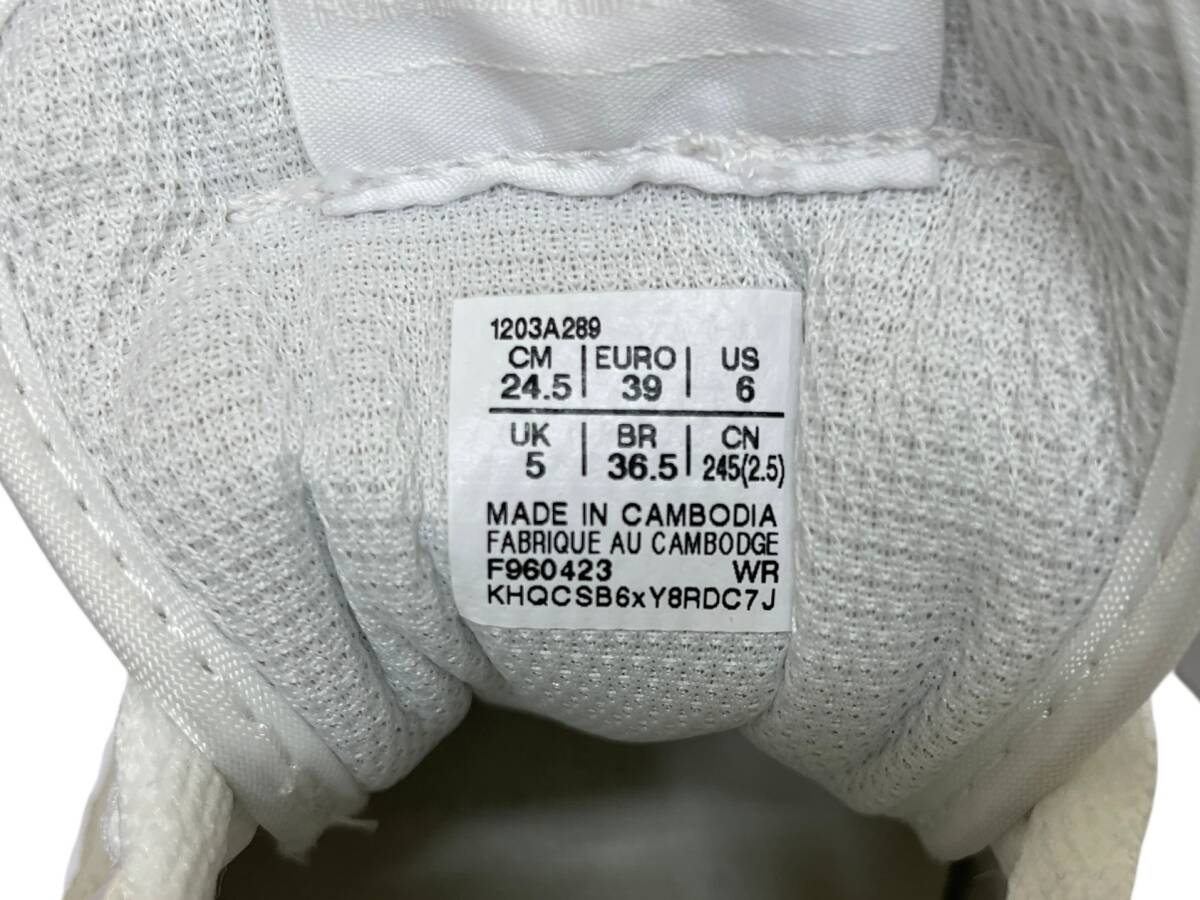 1203A289
CM | EURO | US
24.5 | 39 | 6
UK | BR | CN
5 | 36.5 | 245(2.5)
MADE IN CAMBODIA
FABRIQUE AU CAMBODGE
F960423 WR
KHQCSB6xY8RDC7J